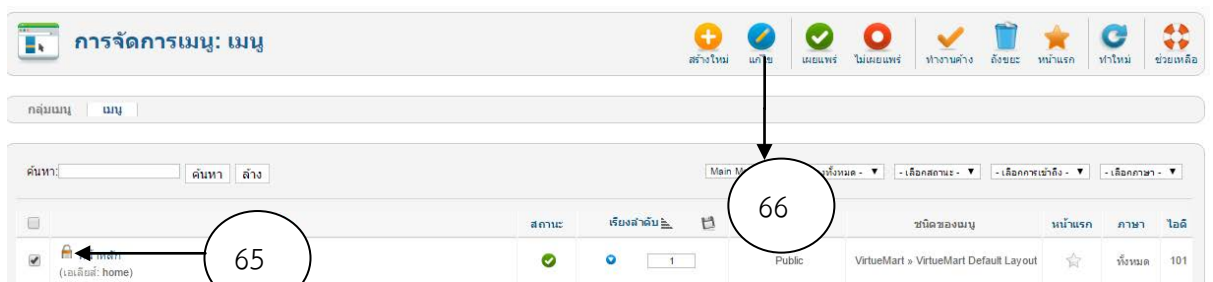 การจัดการเมนู: เมนู
สร้างใหม่ เผยแพร่ ไม่เผยแพร่ ทำงานค้าง ถังขยะ หน้าแรก ทำใหม่ ช่วยเหลือ
กลุ่มเมนู เมนู
ค้นหา: ค้นหา ล้าง Main - เลือกสถานะ - - เลือกการเข้าถึง - - เลือกภาษา -
66
สถานะ เรียงลำดับ ชนิดของเมนู หน้าแรก ภาษา ไอดี
65 1 Public VirtueMart » VirtueMart Default Layout ทั้งหมด 101
(เอเลียส์: home)